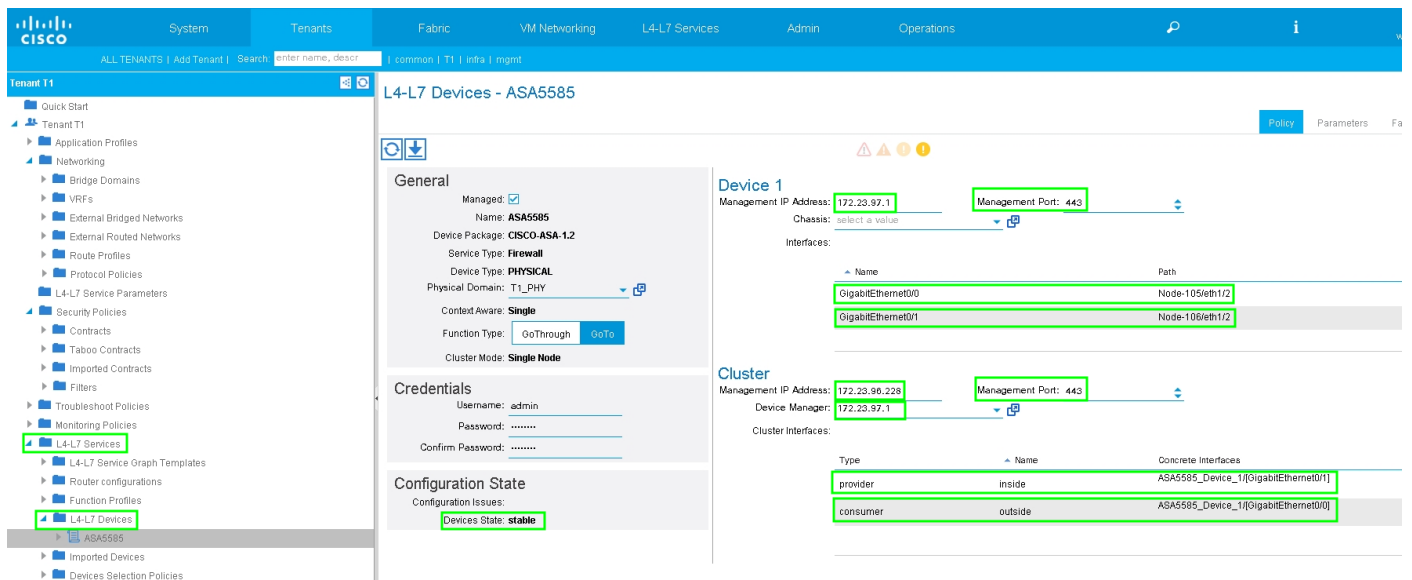 CISCO
System Tenants Fabric VM Networking L4-L7 Services Admin Operations
ALL TENANTS | Add Tenant | Search: enter name, descr | common | T1 | infra | mgmt
Tenant T1
Quick Start
Tenant T1
Application Profiles
Networking
Bridge Domains
VRFs
External Bridged Networks
External Routed Networks
Route Profiles
Protocol Policies
L4-L7 Service Parameters
Security Policies
Contracts
Taboo Contracts
Imported Contracts
Filters
Troubleshoot Policies
Monitoring Policies
L4-L7 Services
L4-L7 Service Graph Templates
Router configurations
Function Profiles
L4-L7 Devices
ASA5585
Imported Devices
Devices Selection Policies
L4-L7 Devices - ASA5585
Policy Parameters Fa
General
Managed:
Name: ASA5585
Device Package: CISCO-ASA-1.2
Service Type: Firewall
Device Type: PHYSICAL
Physical Domain: T1_PHY
Context Aware: Single
Function Type: GoThrough GoTo
Cluster Mode: Single Node
Credentials
Username: admin
Password: ••••••••
Confirm Password: ••••••••
Configuration State
Configuration Issues:
Devices State: stable
Device 1
Management IP Address: 172.23.97.1 Management Port: 443
Chassis: select a value
Interfaces:
Name Path
GigabitEthernet0/0 Node-105/eth1/2
GigabitEthernet0/1 Node-106/eth1/2
Cluster
Management IP Address: 172.23.96.228 Management Port: 443
Device Manager: 172.23.97.1
Cluster Interfaces:
Type Name Concrete Interfaces
provider inside ASA5585_Device_1/[GigabitEthernet0/1]
consumer outside ASA5585_Device_1/[GigabitEthernet0/0]